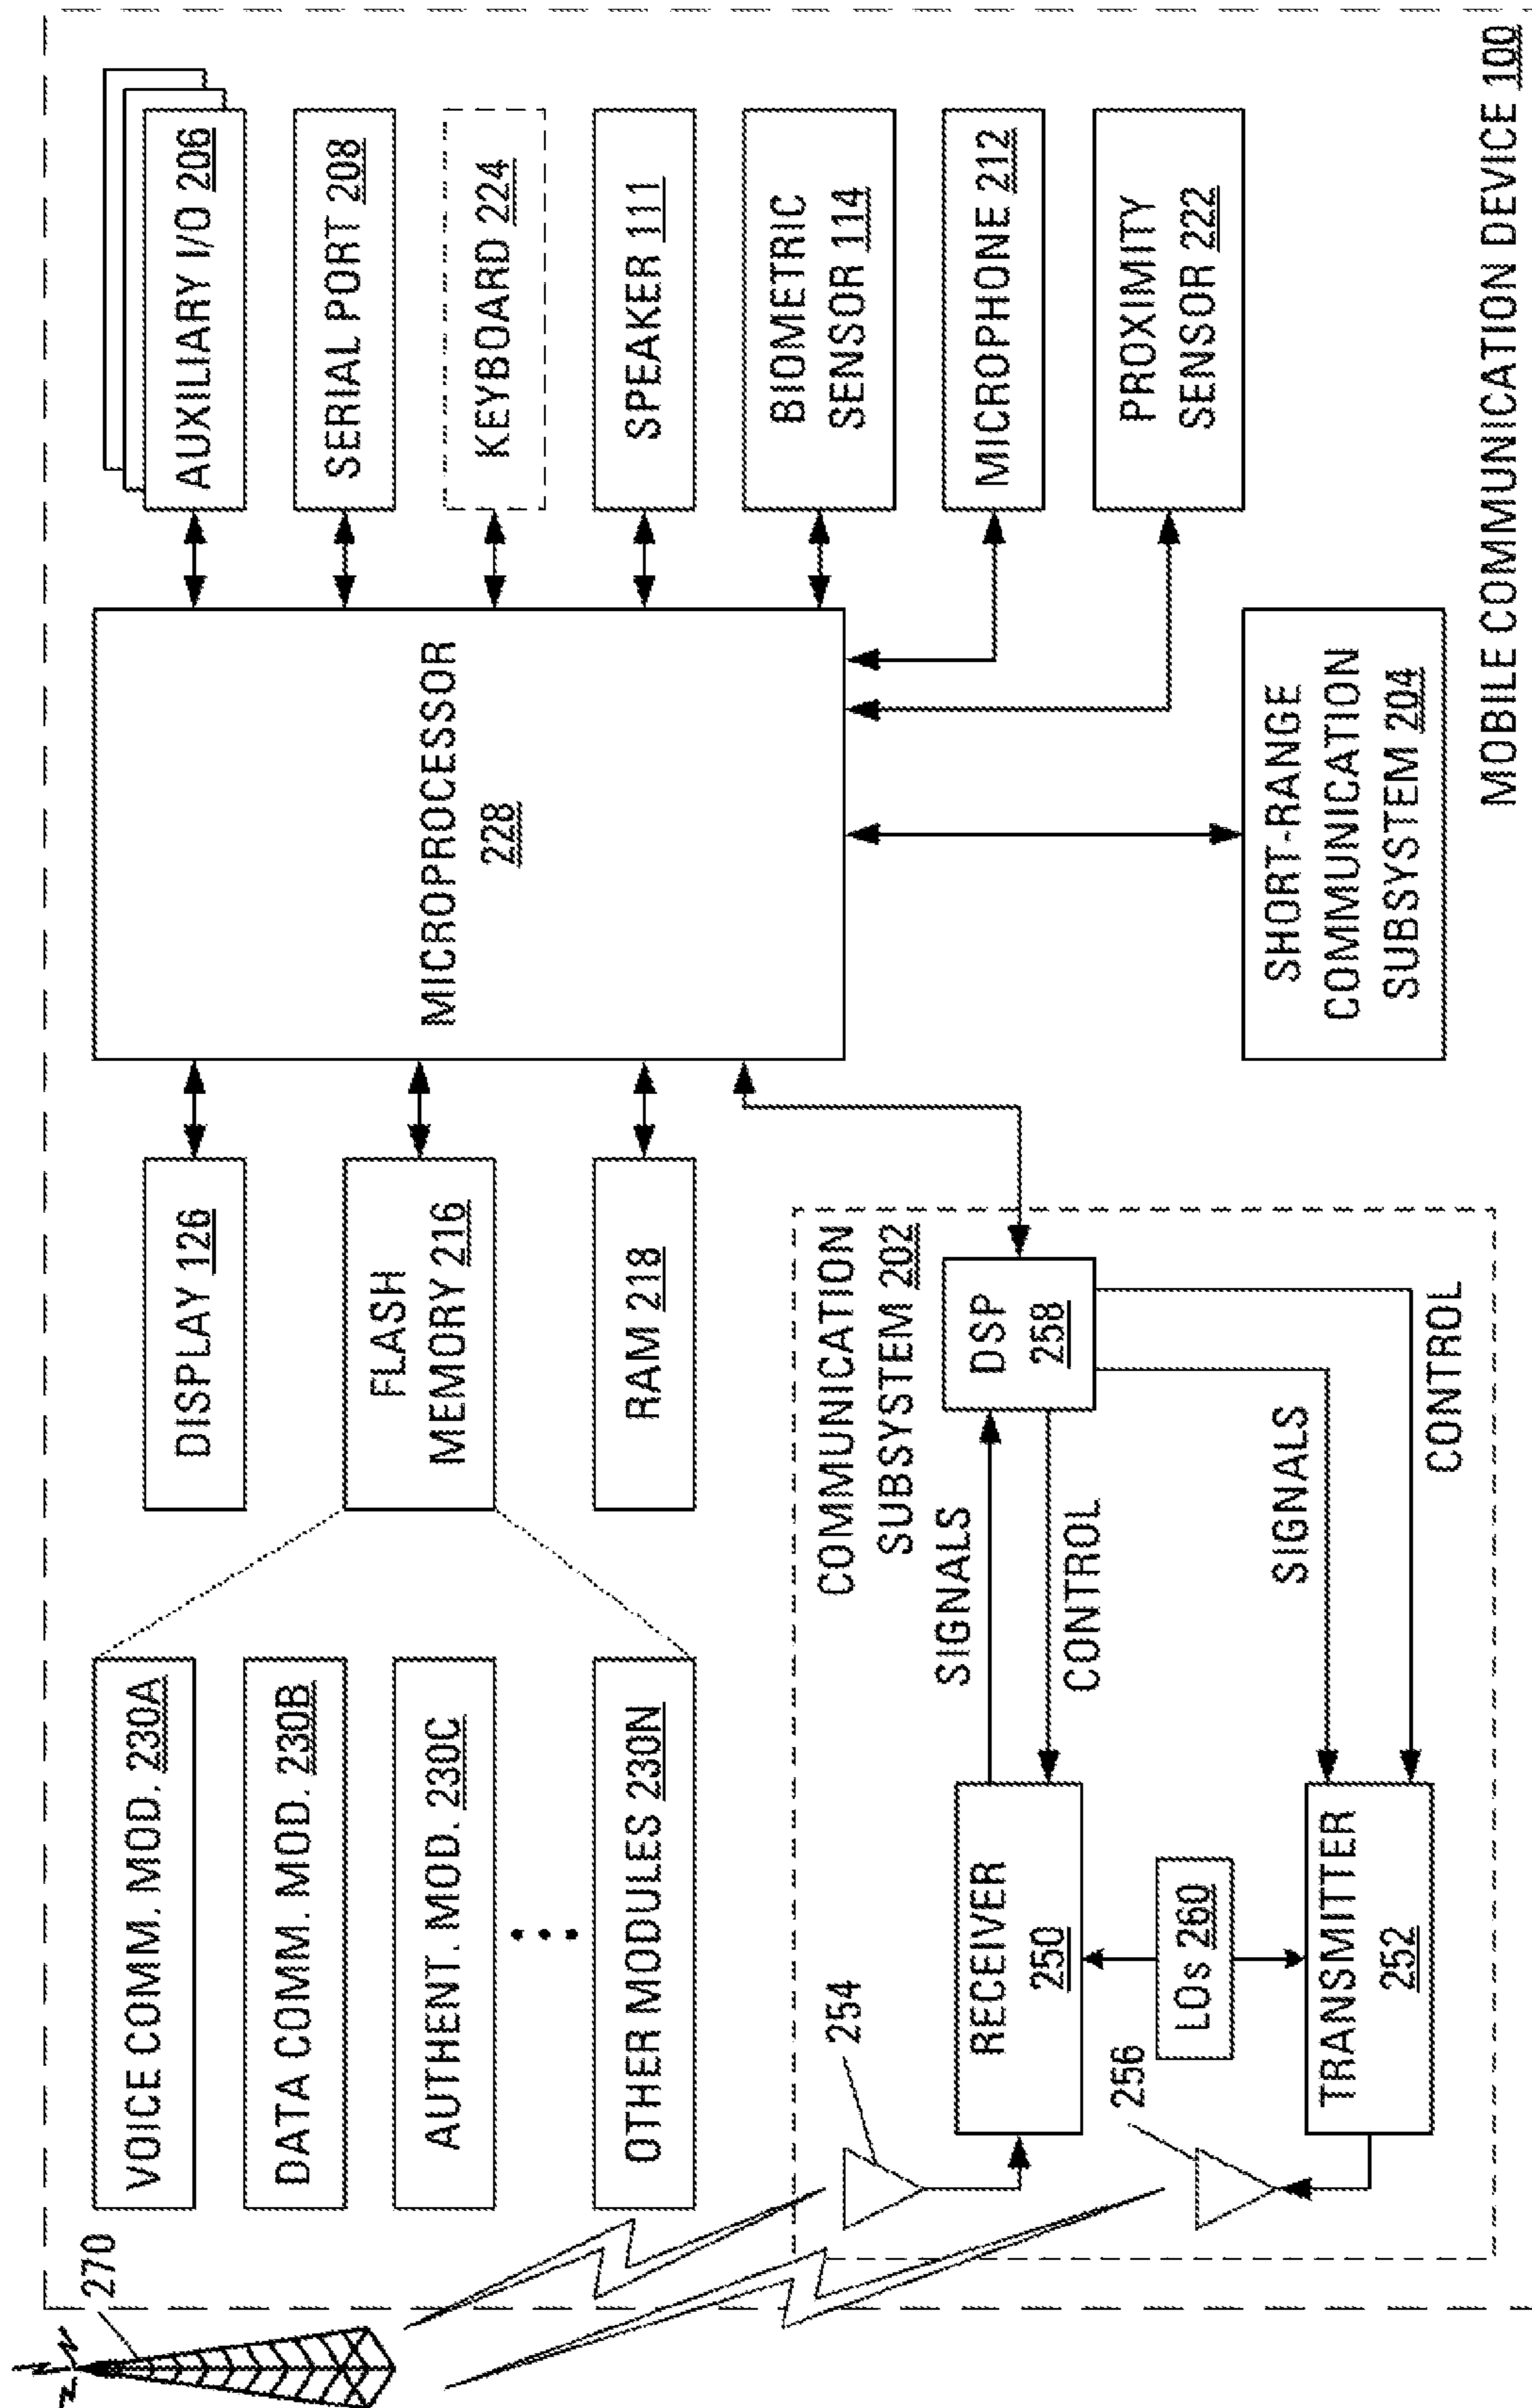 270
VOICE COMM. MOD. 230A
DATA COMM. MOD. 230B
AUTHENT. MOD. 230C
OTHER MODULES 230N
DISPLAY 126
FLASH
MEMORY 216
RAM 218
MICROPROCESSOR
228
AUXILIARY I/O 206
SERIAL PORT 208
KEYBOARD 224
SPEAKER 111
BIOMETRIC
SENSOR 114
MICROPHONE 212
PROXIMITY
SENSOR 222
SHORT-RANGE
COMMUNICATION
SUBSYSTEM 204
COMMUNICATION
SUBSYSTEM 202
254
RECEIVER
250
SIGNALS
CONTROL
DSP
258
256
LOs 260
TRANSMITTER
252
SIGNALS
CONTROL
MOBILE COMMUNICATION DEVICE 100